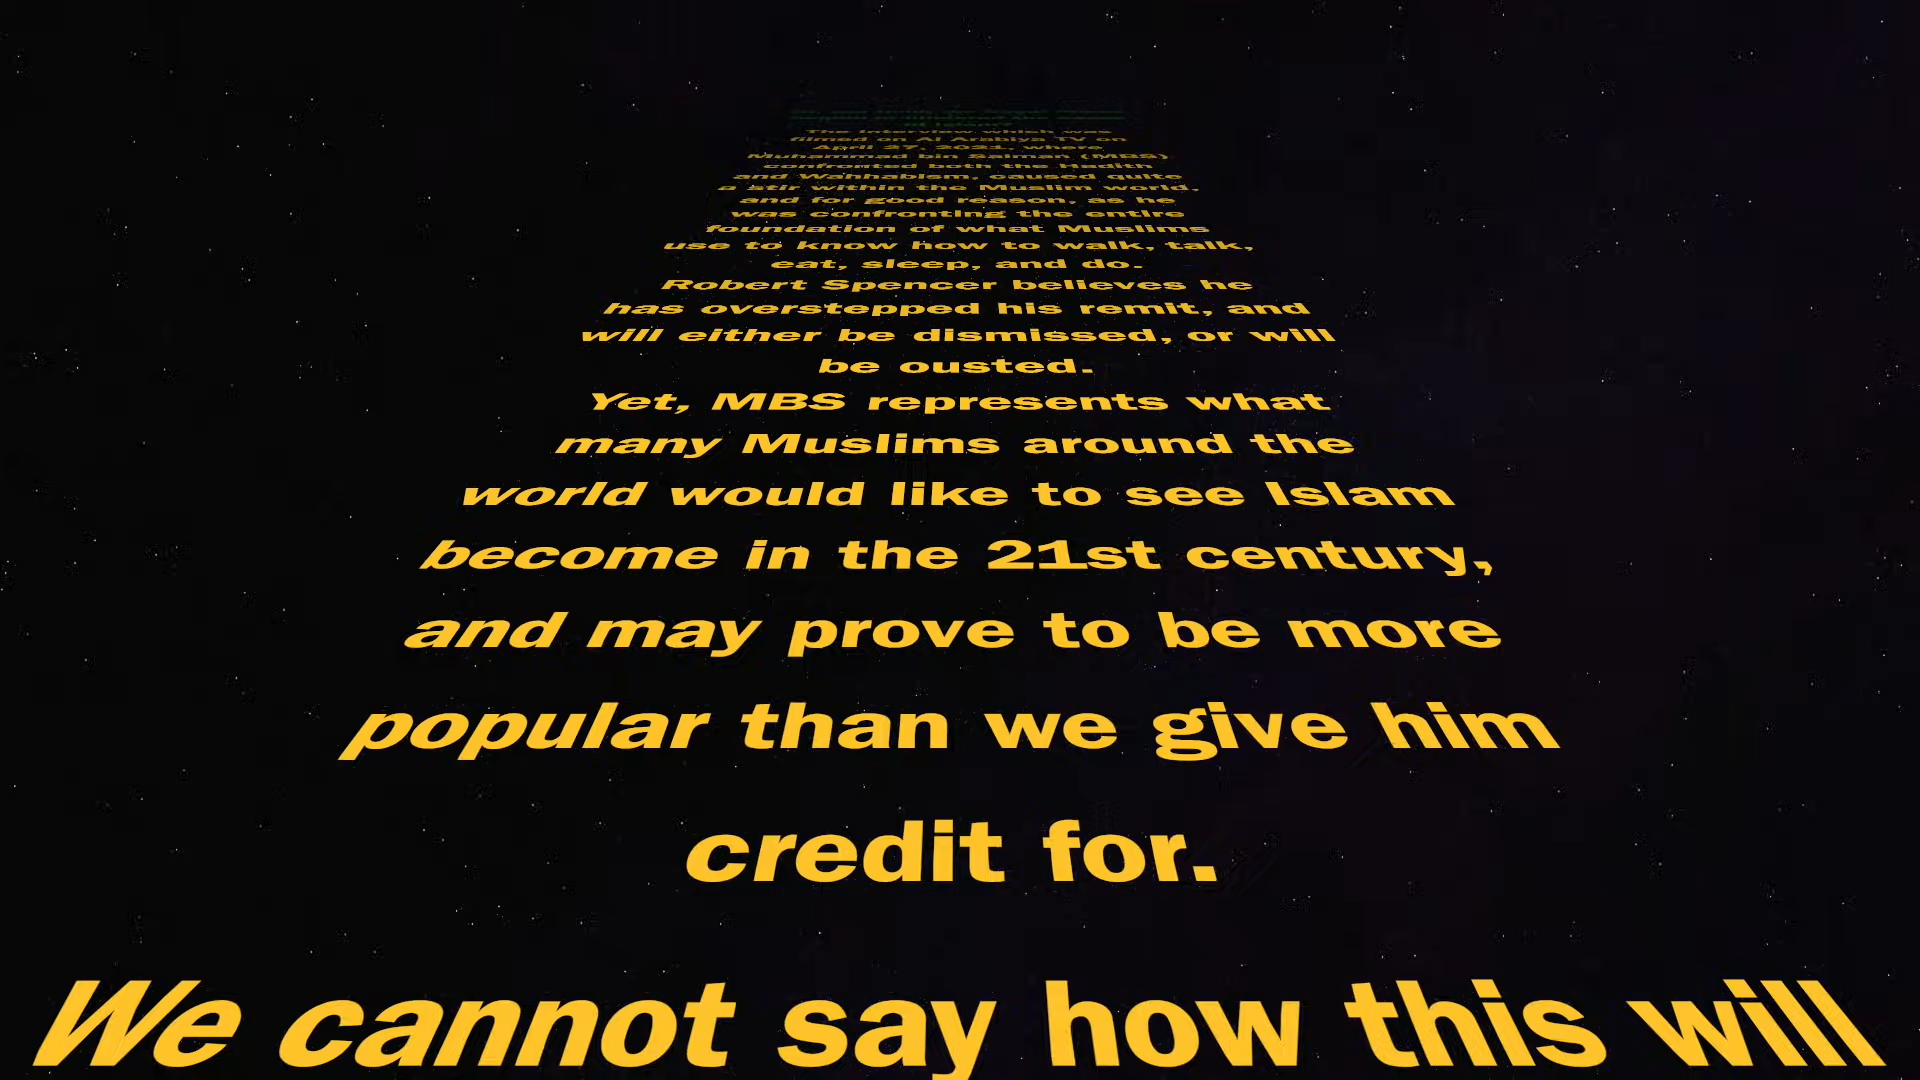 The interview which was
filmed on Al Arabiya TV on
April 27, 2021, where
Muhammad bin Salman (MBS)
confronted both the Hadith
and Wahhabism, caused quite
a stir within the Muslim world,
and for good reason, as he
was confronting the entire
foundation of what Muslims
use to know how to walk, talk,
eat, sleep, and do.
Robert Spencer believes he
has overstepped his remit, and
will either be dismissed, or will
be ousted.
Yet, MBS represents what
many Muslims around the
world would like to see Islam
become in the 21st century,
and may prove to be more
popular than we give him
credit for.
We cannot say how this will